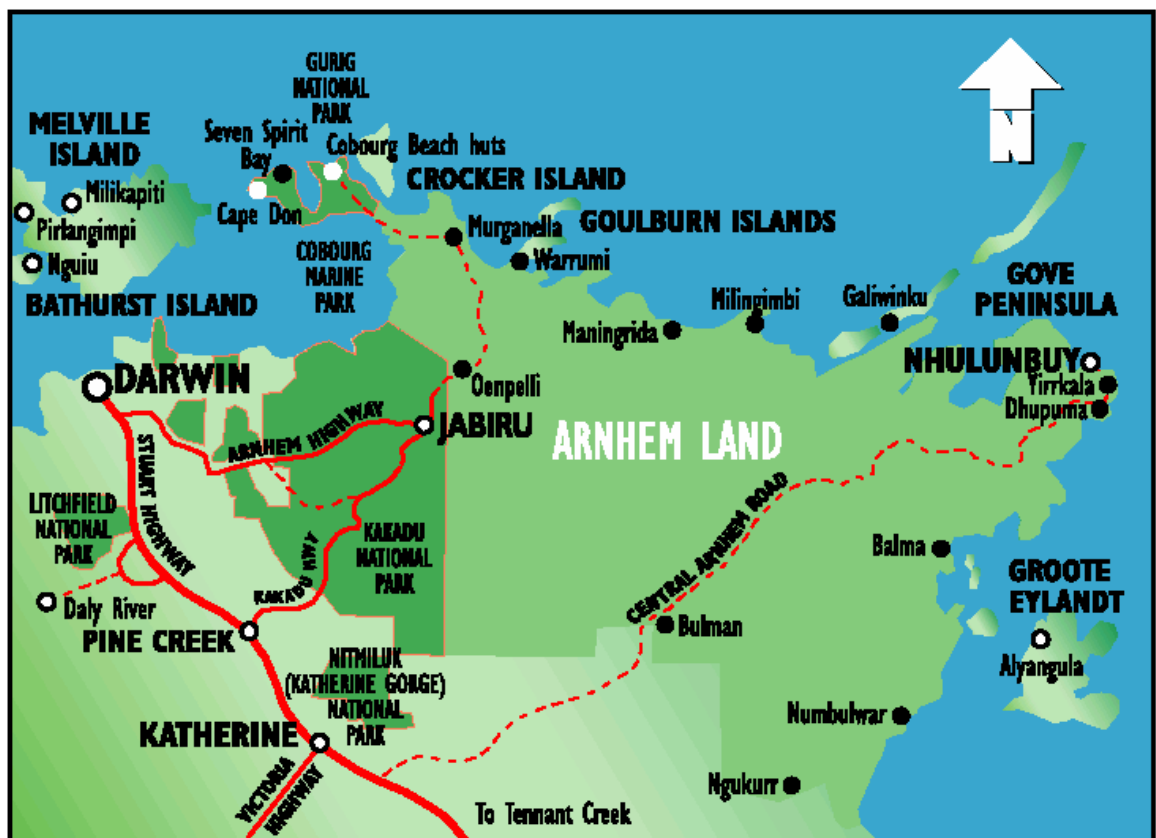 GURIG
NATIONAL
PARK
N
MELVILLE
ISLAND
Seven Spirit
Bay
Cobourg Beach huts
CROCKER ISLAND
Milikapiti
Pirlangimpi
Cape Don
GOULBURN ISLANDS
Murganella
Nguiu
Warrumi
COBOURG
MARINE
PARK
BATHURST ISLAND
GOVE
PENINSULA
Milingimbi
Galiwinku
Maningrida
NHULUNBUY
DARWIN
Oenpelli
Yirrkala
Dhupuma
JABIRU
ARNHEM HIGHWAY
ARNHEM LAND
STUART HIGHWAY
LITCHFIELD
NATIONAL
PARK
KAKADU HWY
KAKADU
NATIONAL
PARK
CENTRAL ARNHEM ROAD
Balma
GROOTE
EYLANDT
Daly River
PINE CREEK
Bulman
Alyangula
NITMILUK
(KATHERINE GORGE)
NATIONAL
PARK
Numbulwar
KATHERINE
VICTORIA
HIGHWAY
Ngukurr
To Tennant Creek